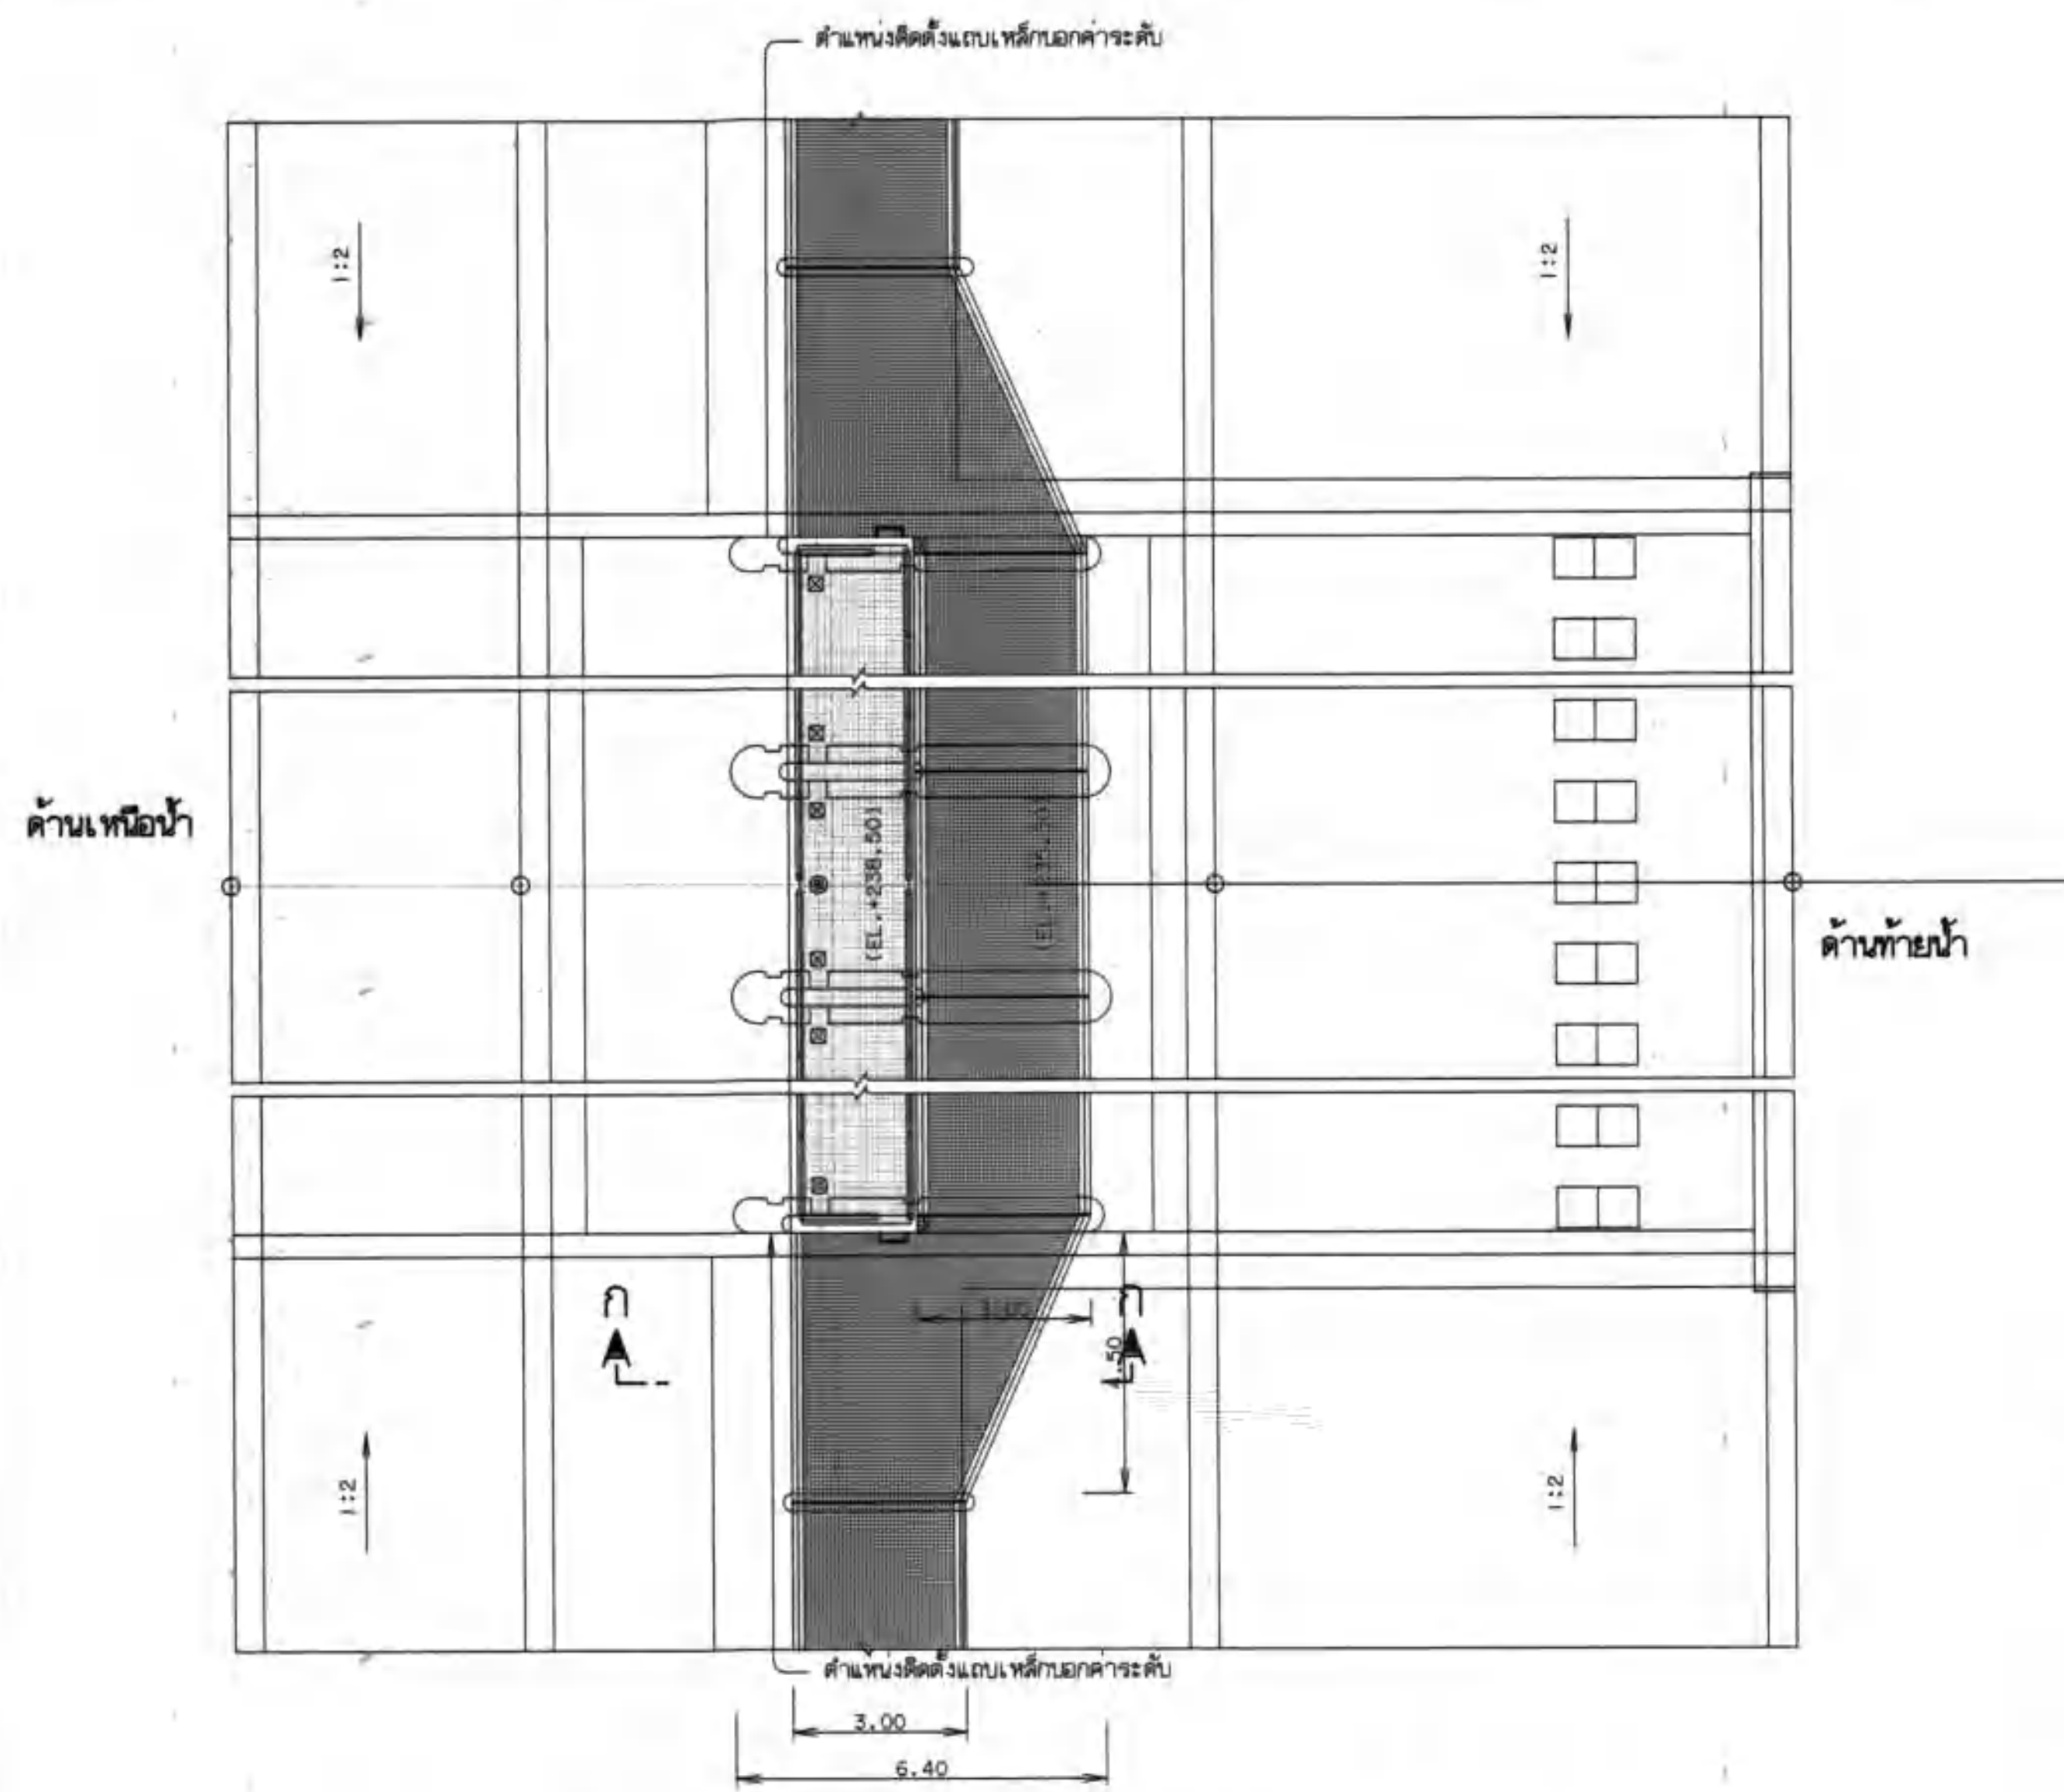 ตำแหน่งติดตั้งแถบเหล็กบอกค่าระดับ
1:2
1:2
ด้านเหนือน้ำ
(EL.+238.50)
ด้านท้ายน้ำ
ก
ก
1:2
1:2
ตำแหน่งติดตั้งแถบเหล็กบอกค่าระดับ
3.00
6.40